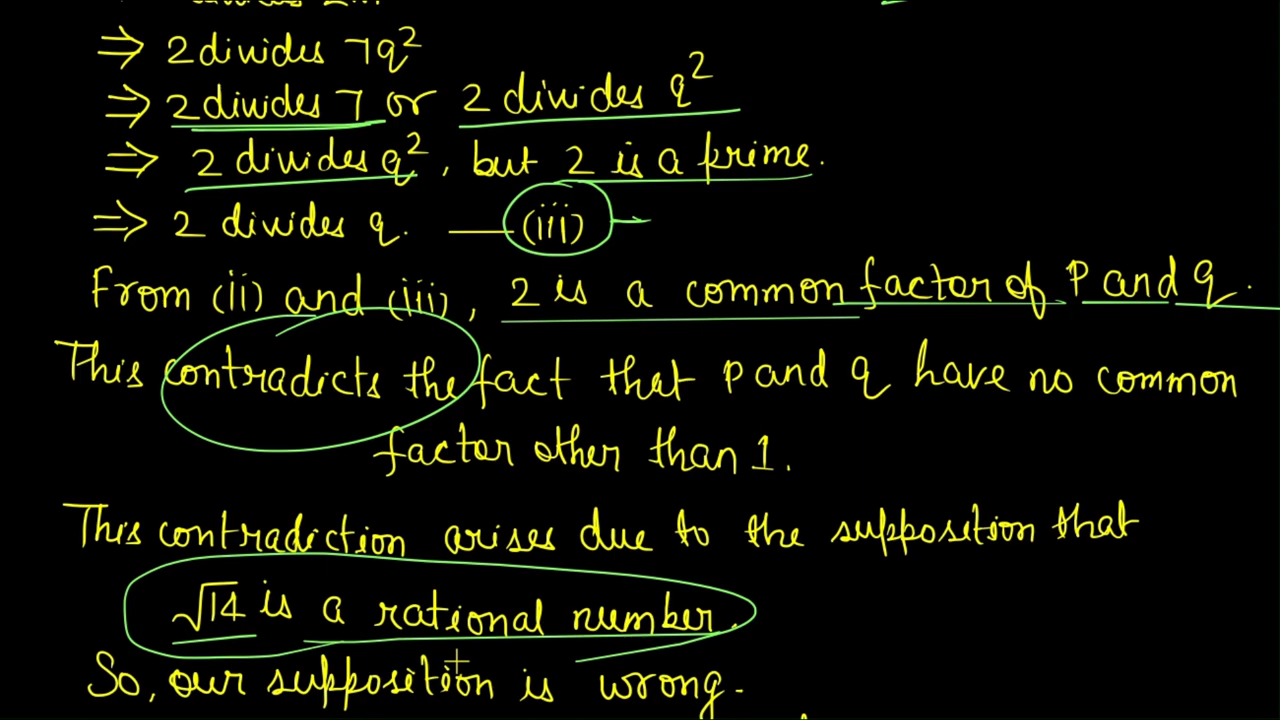 ⇒ 2 divides 7q²
⇒ 2 divides 7 or 2 divides q²
⇒ 2 divides q², but 2 is a prime.
⇒ 2 divides q. —— (iii)
From (ii) and (iii), 2 is a common factor of P and q.
This contradicts the fact that p and q have no common
factor other than 1.
This contradiction arises due to the supposition that
√14 is a rational number.
So, our supposition is wrong.